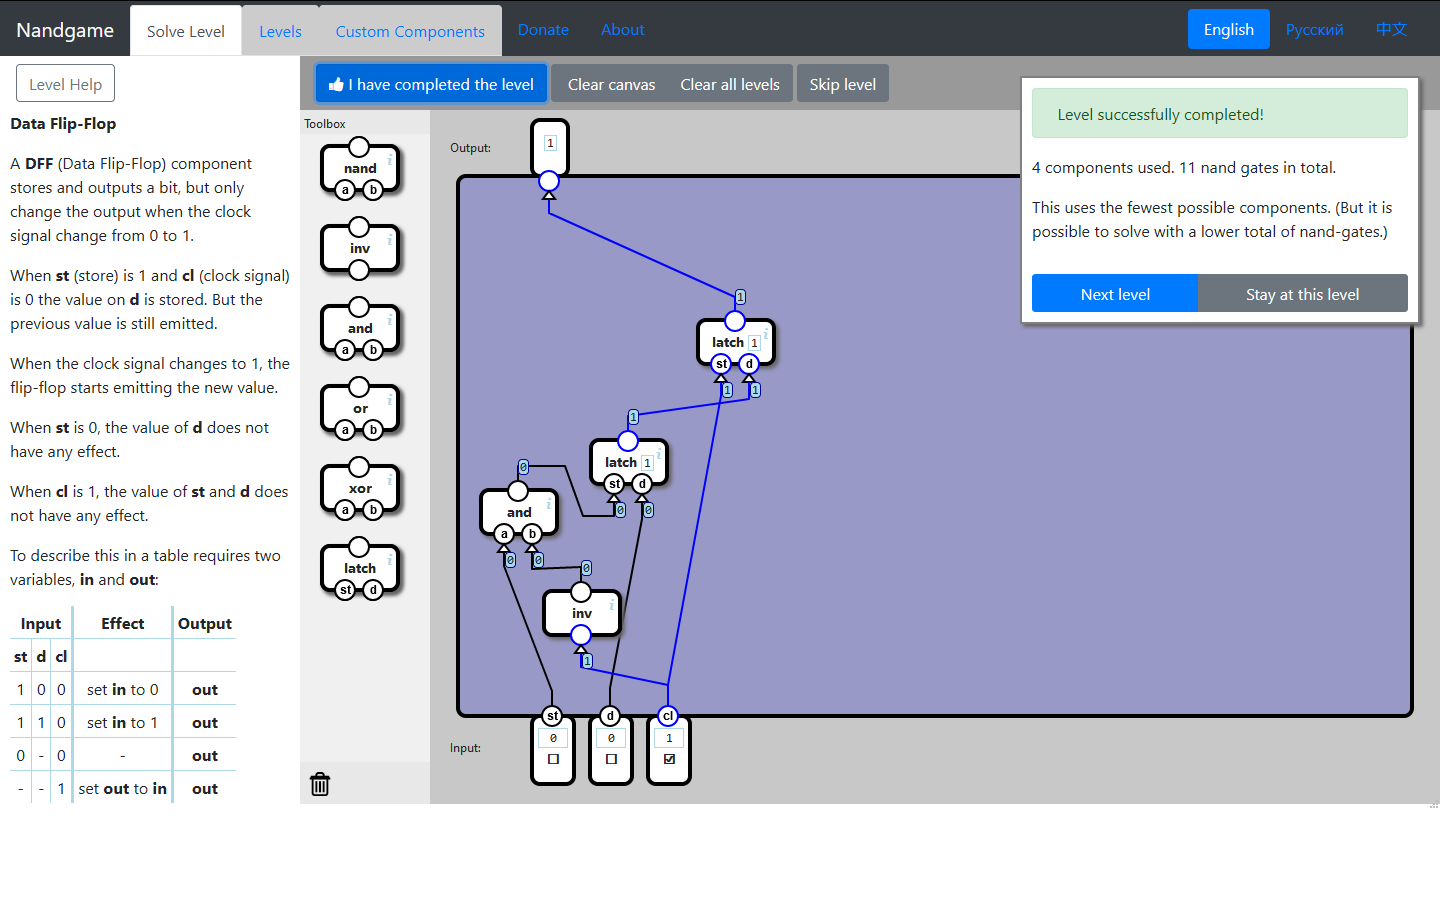 Nandgame
Solve Level
Levels
Custom Components
Donate
About
English
Русский
中文
Level Help
I have completed the level
Clear canvas
Clear all levels
Skip level
Data Flip-Flop
A DFF (Data Flip-Flop) component
stores and outputs a bit, but only
change the output when the clock
signal change from 0 to 1.
When st (store) is 1 and cl (clock signal)
is 0 the value on d is stored. But the
previous value is still emitted.
When the clock signal changes to 1, the
flip-flop starts emitting the new value.
When st is 0, the value of d does not
have any effect.
When cl is 1, the value of st and d does
not have any effect.
To describe this in a table requires two
variables, in and out:
Input Effect Output
st d cl
1 0 0 set in to 0 out
1 1 0 set in to 1 out
0 - 0 - out
- - 1 set out to in out
Toolbox
nand
i
a b
inv
i
and
i
a b
or
i
a b
xor
i
a b
latch
i
st d
Output:
1
1
latch 1
i
st d
1 1
1
latch 1
i
st d
0 0
0
and
i
a b
0 0
0
inv
i
1
Input:
st d cl
0 0 1
Level successfully completed!
4 components used. 11 nand gates in total.
This uses the fewest possible components. (But it is
possible to solve with a lower total of nand-gates.)
Next level
Stay at this level